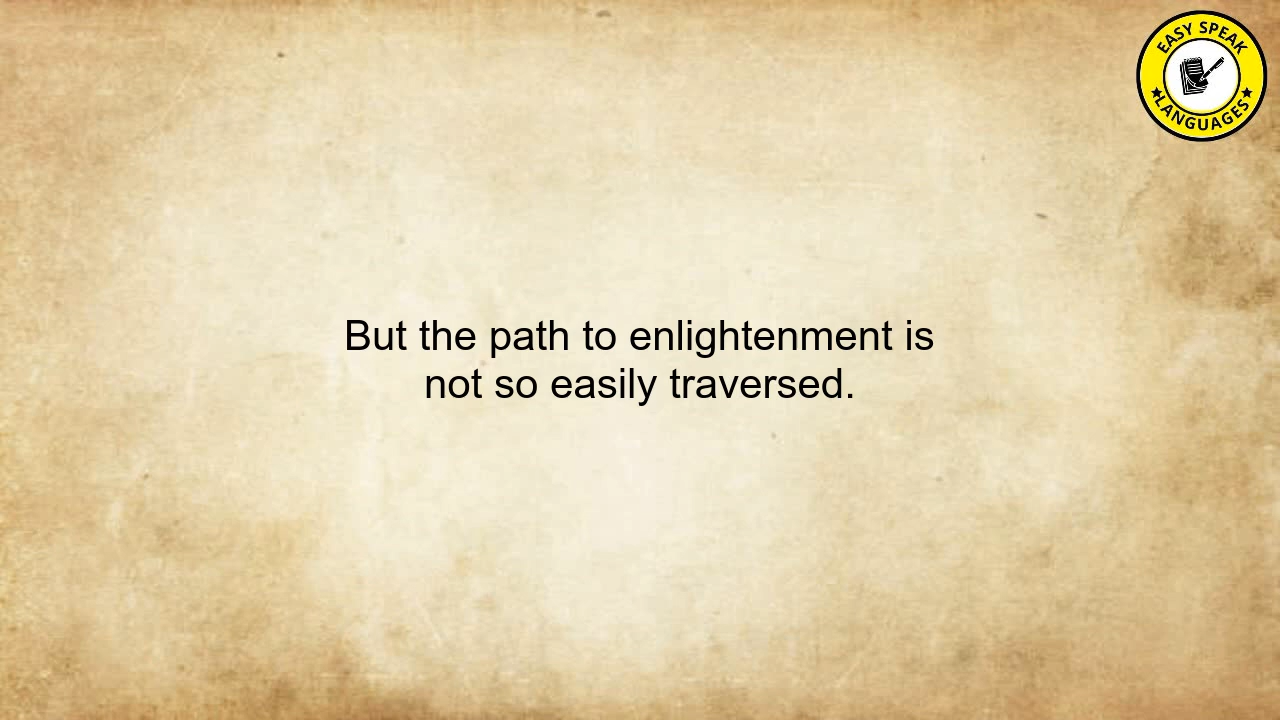 EASY SPEAK
LANGUAGES
But the path to enlightenment is
not so easily traversed.